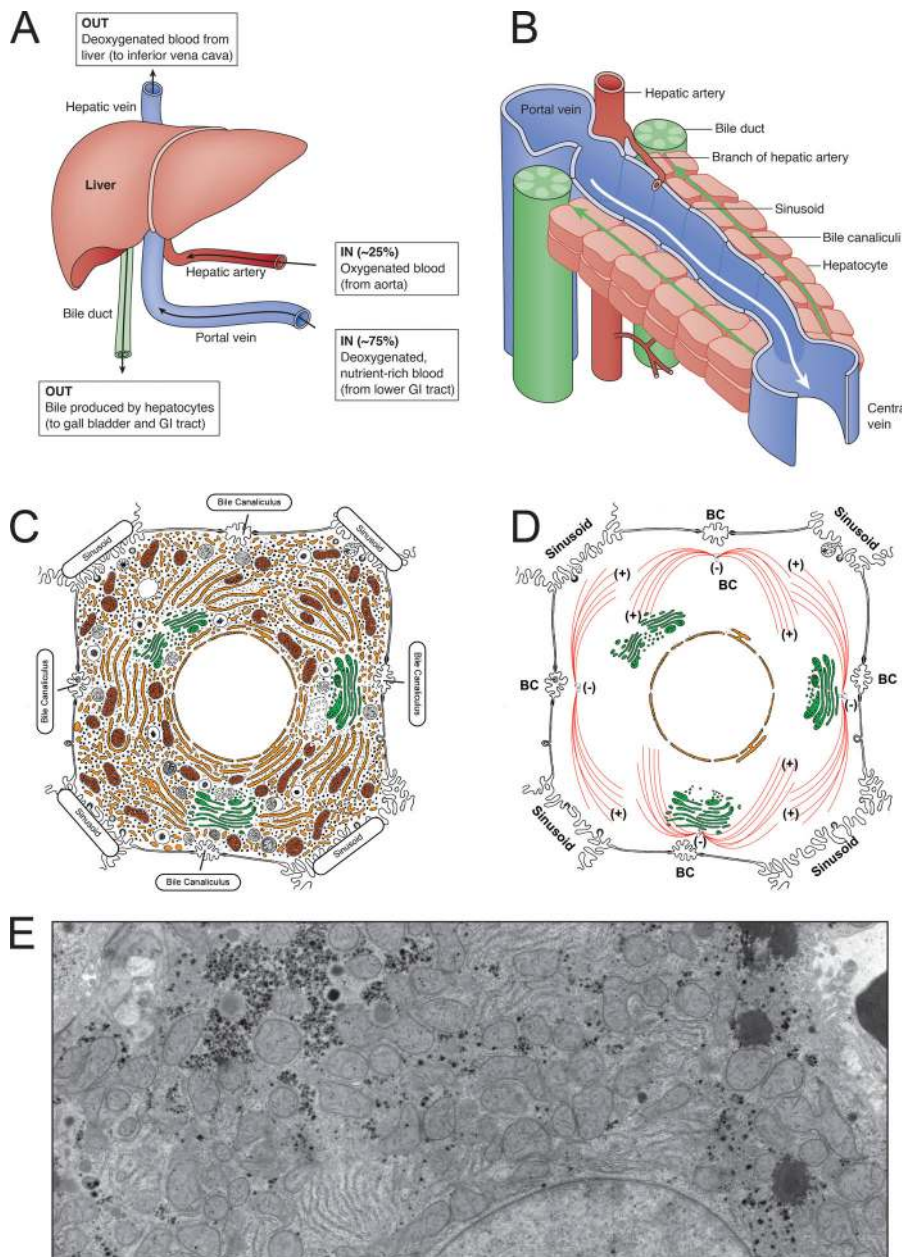 A
OUT
Deoxygenated blood from
liver (to inferior vena cava)
Hepatic vein
Liver
IN (~25%)
Oxygenated blood
(from aorta)
Hepatic artery
Bile duct
Portal vein
IN (~75%)
Deoxygenated,
nutrient-rich blood
(from lower GI tract)
OUT
Bile produced by hepatocytes
(to gall bladder and GI tract)
B
Hepatic artery
Portal vein
Bile duct
Branch of hepatic artery
Sinusoid
Bile canaliculi
Hepatocyte
Centra
vein
C
Bile Canaliculus
Sinusoid
Sinusoid
Bile Canaliculus
Bile Canaliculus
Sinusoid
Sinusoid
Bile Canaliculus
D
BC
Sinusoid
Sinusoid
(+)
(-)
(+)
BC
(+)
(+)
BC
BC
(-)
(-)
(+)
(+)
(+)
(+)
(-)
Sinusoid
Sinusoid
BC
E